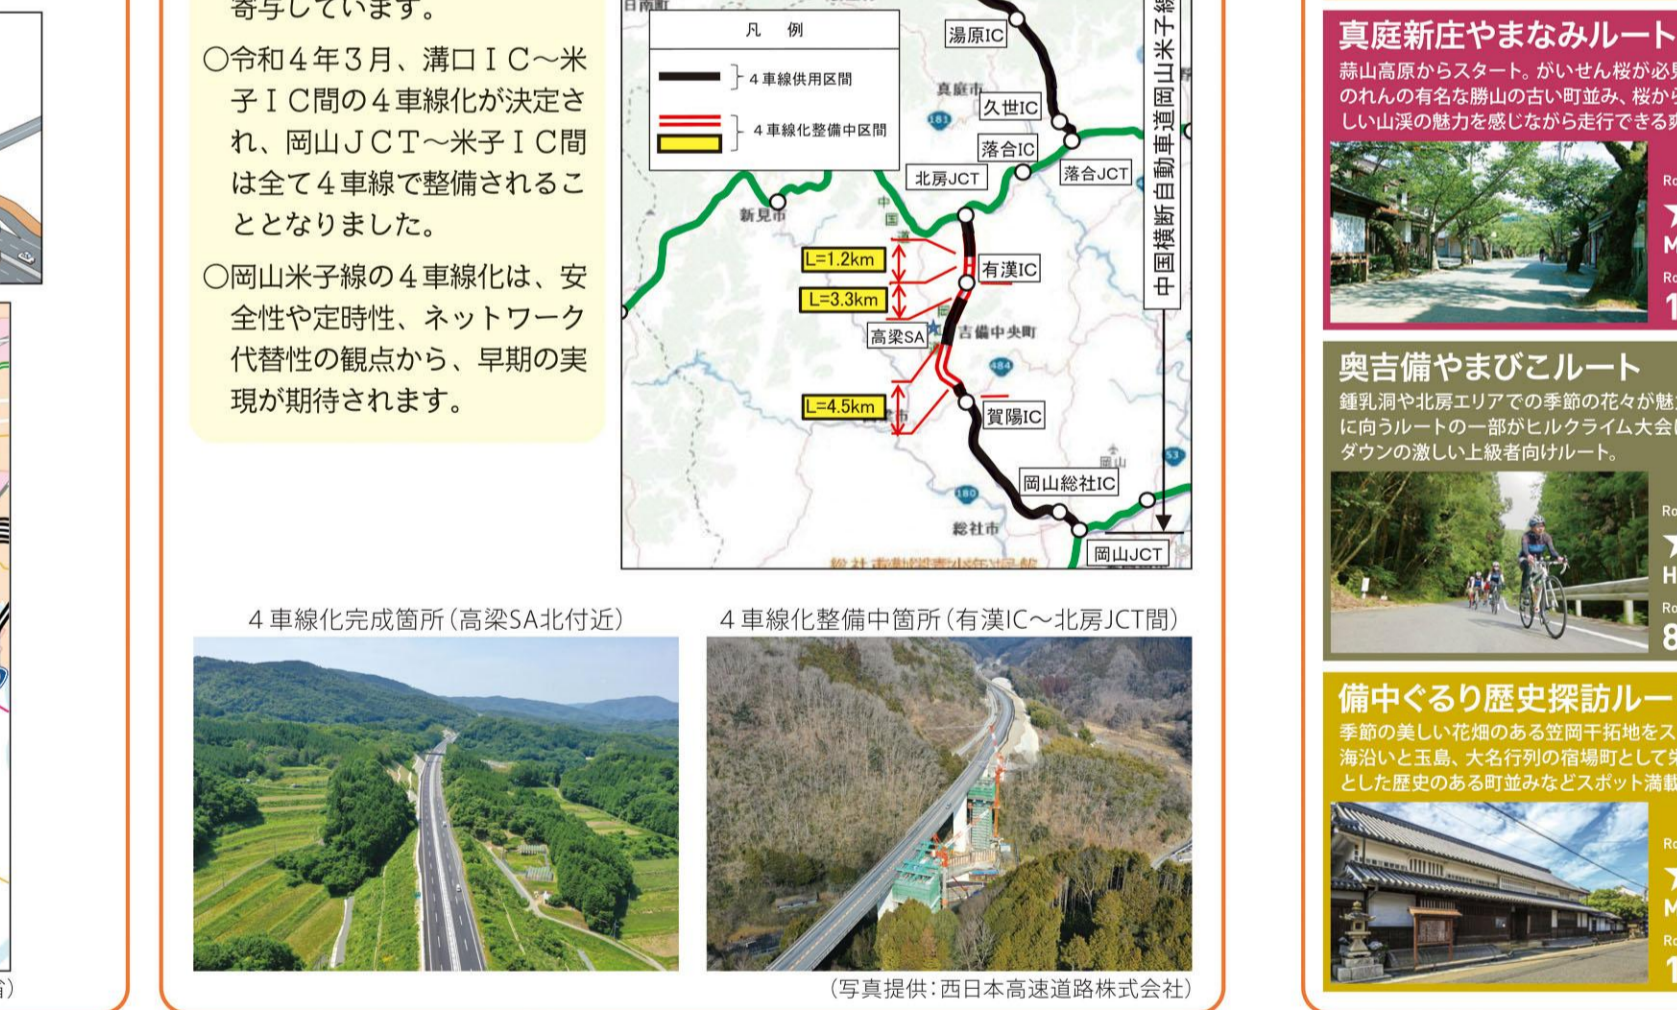 寄与しています。
○令和４年３月、溝口ＩＣ～米
子ＩＣ間の４車線化が決定さ
れ、岡山ＪＣＴ～米子ＩＣ間
は全て４車線で整備されるこ
ととなりました。
○岡山米子線の４車線化は、安
全性や定時性、ネットワーク
代替性の観点から、早期の実
現が期待されます。
日南町
凡 例
４車線供用区間
４車線化整備中区間
湯原IC
真庭市
久世IC
181
落合IC
落合JCT
北房JCT
新見市
中国道
L=1.2km
有漢IC
L=3.3km
高梁SA
吉備中央町
484
L=4.5km
賀陽IC
岡山
53
岡山総社IC
180
総社市
岡山JCT
中国横断自動車道岡山米子線
４車線化完成箇所（高梁SA北付近）
４車線化整備中箇所（有漢IC～北房JCT間）
（写真提供：西日本高速道路株式会社）
真庭新庄やまなみルート
蒜山高原からスタート。がいせん桜が必見
のれんの有名な勝山の古い町並み、桜から
しい山渓の魅力を感じながら走行できる爽
奥吉備やまびこルート
鍾乳洞や北房エリアでの季節の花々が魅力
に向うルートの一部がヒルクライム大会に
ダウンの激しい上級者向けルート。
備中ぐるり歴史探訪ルー
季節の美しい花畑のある笠岡干拓地をス
海沿いと玉島、大名行列の宿場町として栄
とした歴史のある町並みなどスポット満載